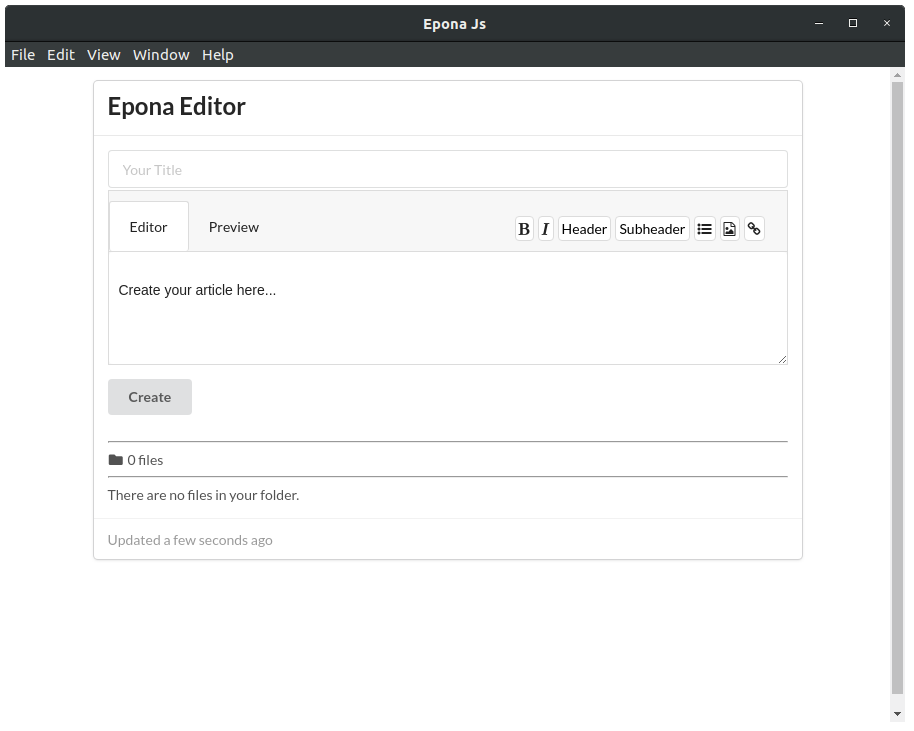 Epona Js
File Edit View Window Help
Epona Editor
Your Title
Editor Preview B I Header Subheader
Create your article here...
Create
0 files
There are no files in your folder.
Updated a few seconds ago